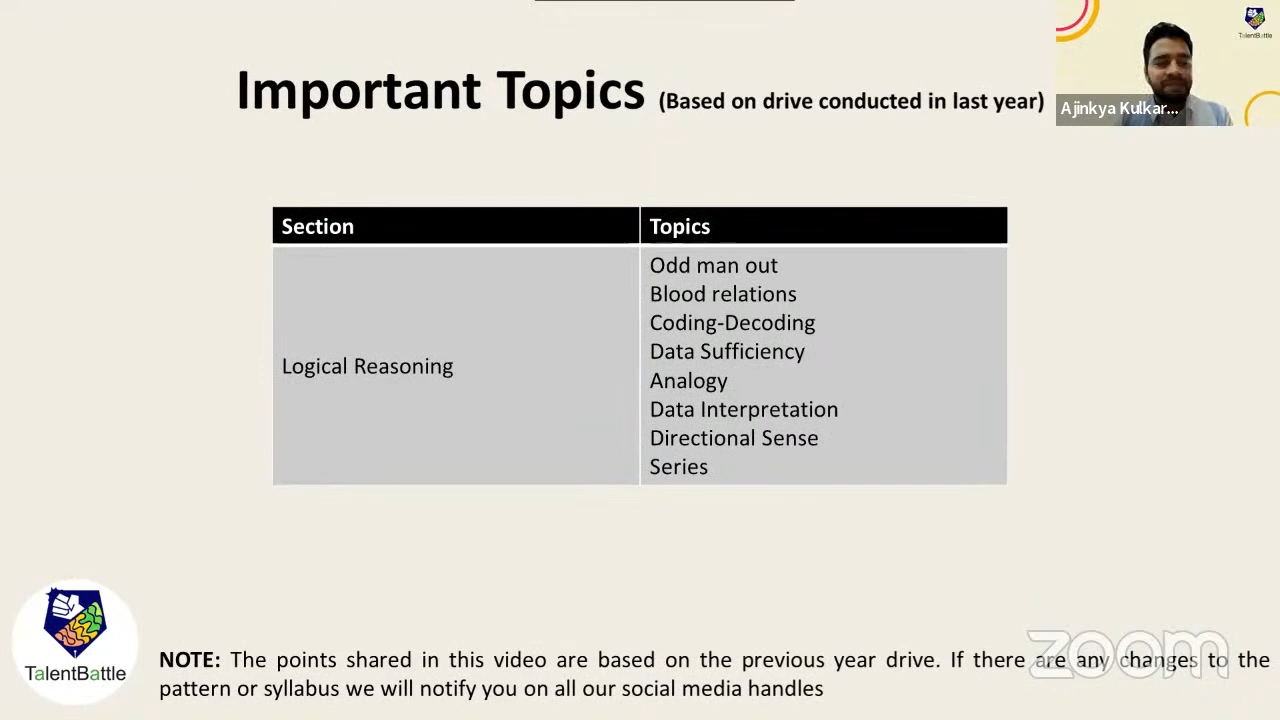 Important Topics (Based on drive conducted in last year)
TalentBattle
Ajinkya Kulkar...
Section Topics
Logical Reasoning
Odd man out
Blood relations
Coding-Decoding
Data Sufficiency
Analogy
Data Interpretation
Directional Sense
Series
TalentBattle
zoom
NOTE: The points shared in this video are based on the previous year drive. If there are any changes to the
pattern or syllabus we will notify you on all our social media handles